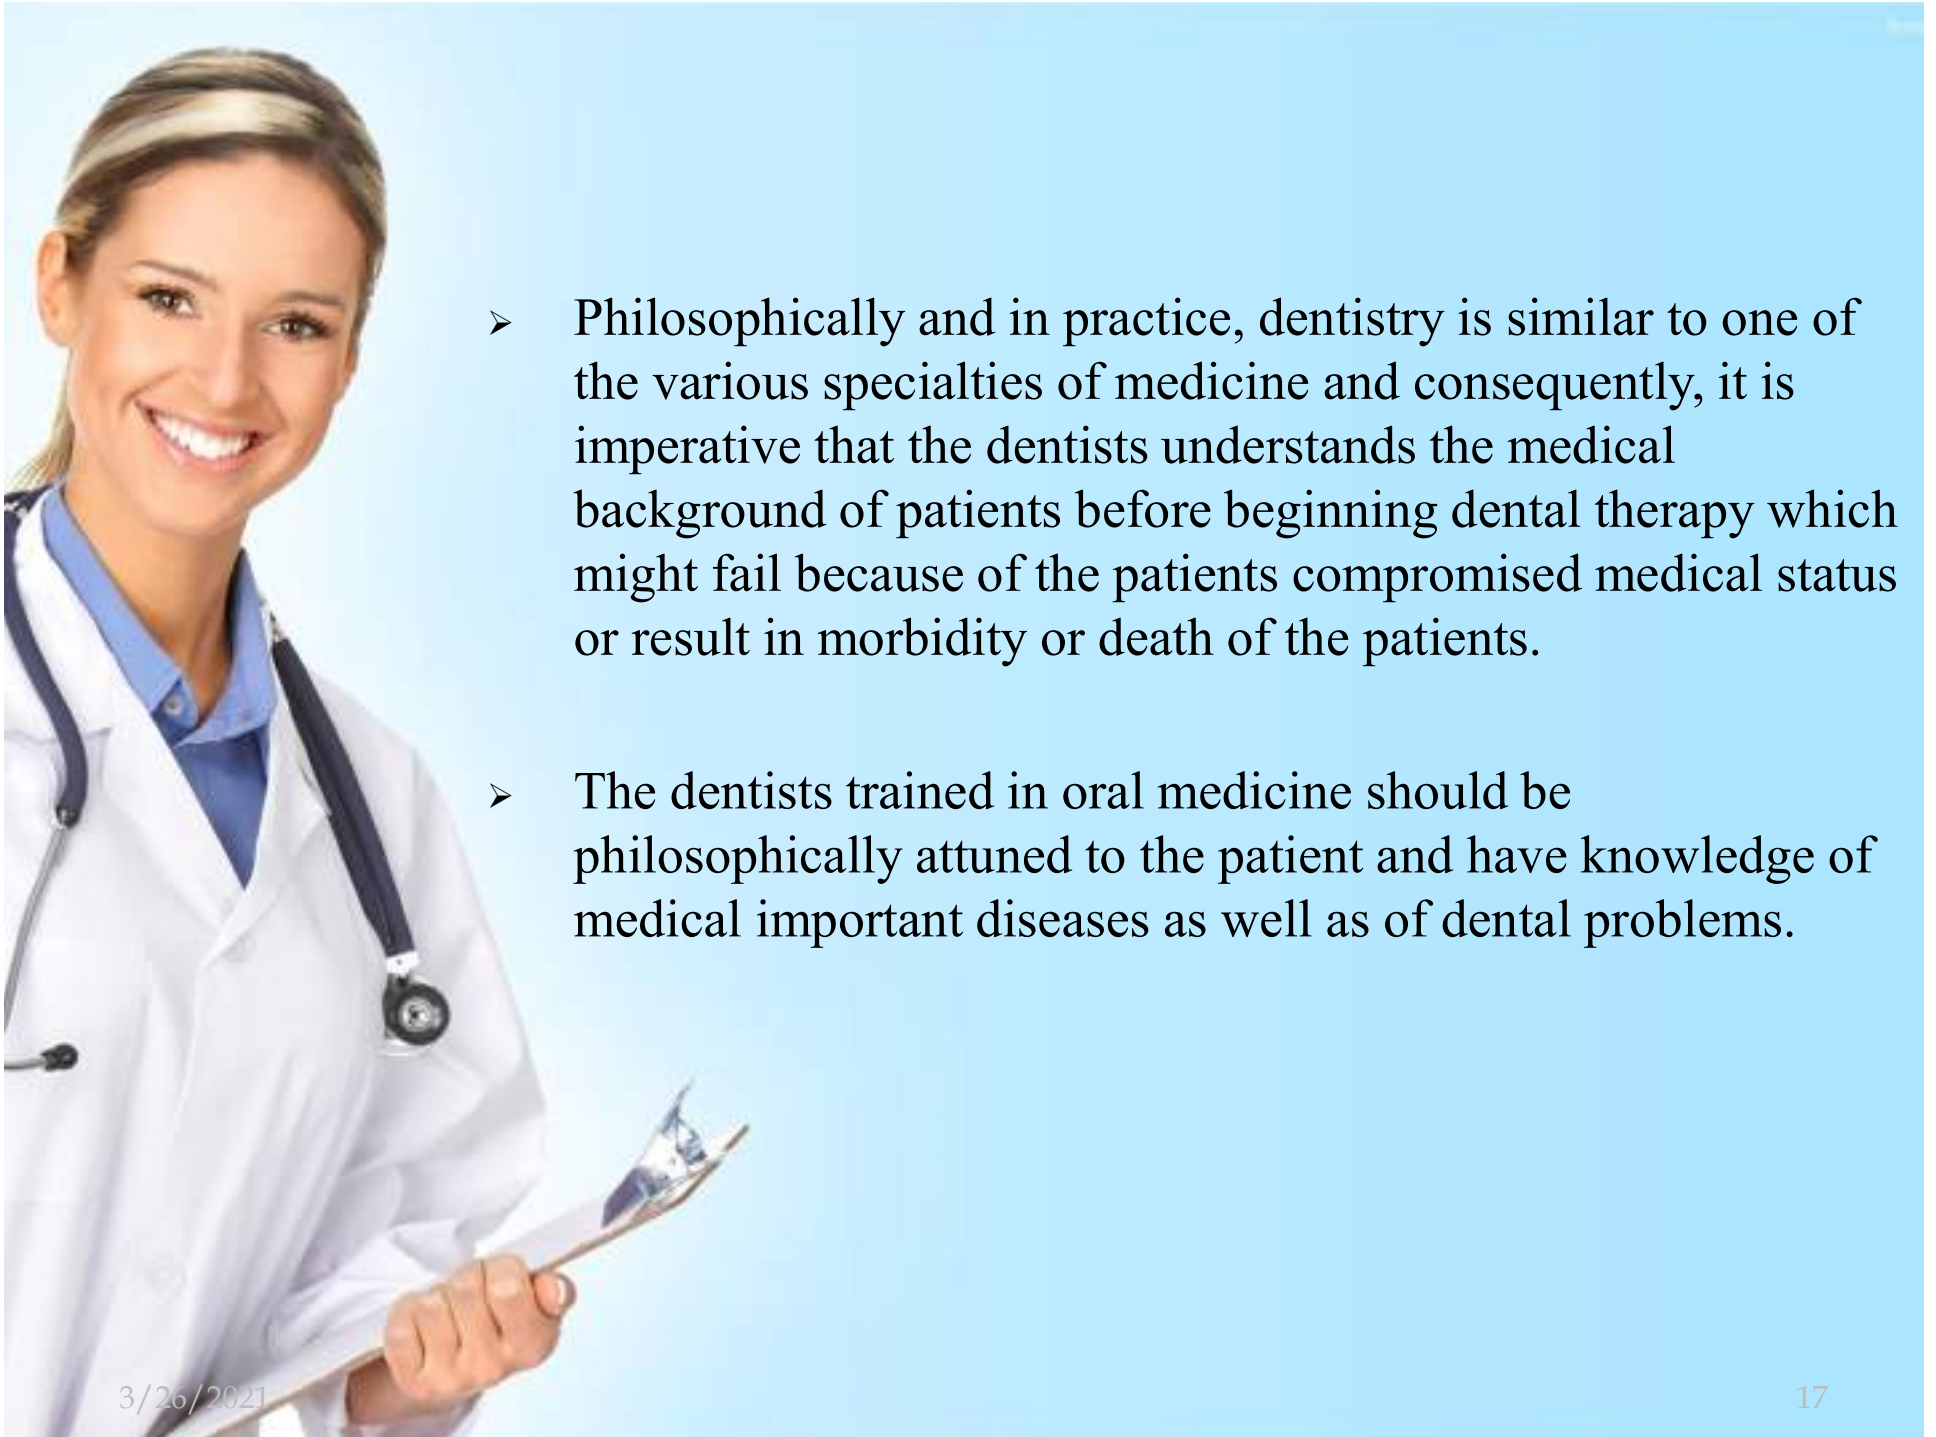 ➢ Philosophically and in practice, dentistry is similar to one of
the various specialties of medicine and consequently, it is
imperative that the dentists understands the medical
background of patients before beginning dental therapy which
might fail because of the patients compromised medical status
or result in morbidity or death of the patients.
➢ The dentists trained in oral medicine should be
philosophically attuned to the patient and have knowledge of
medical important diseases as well as of dental problems.
3/26/2021
17